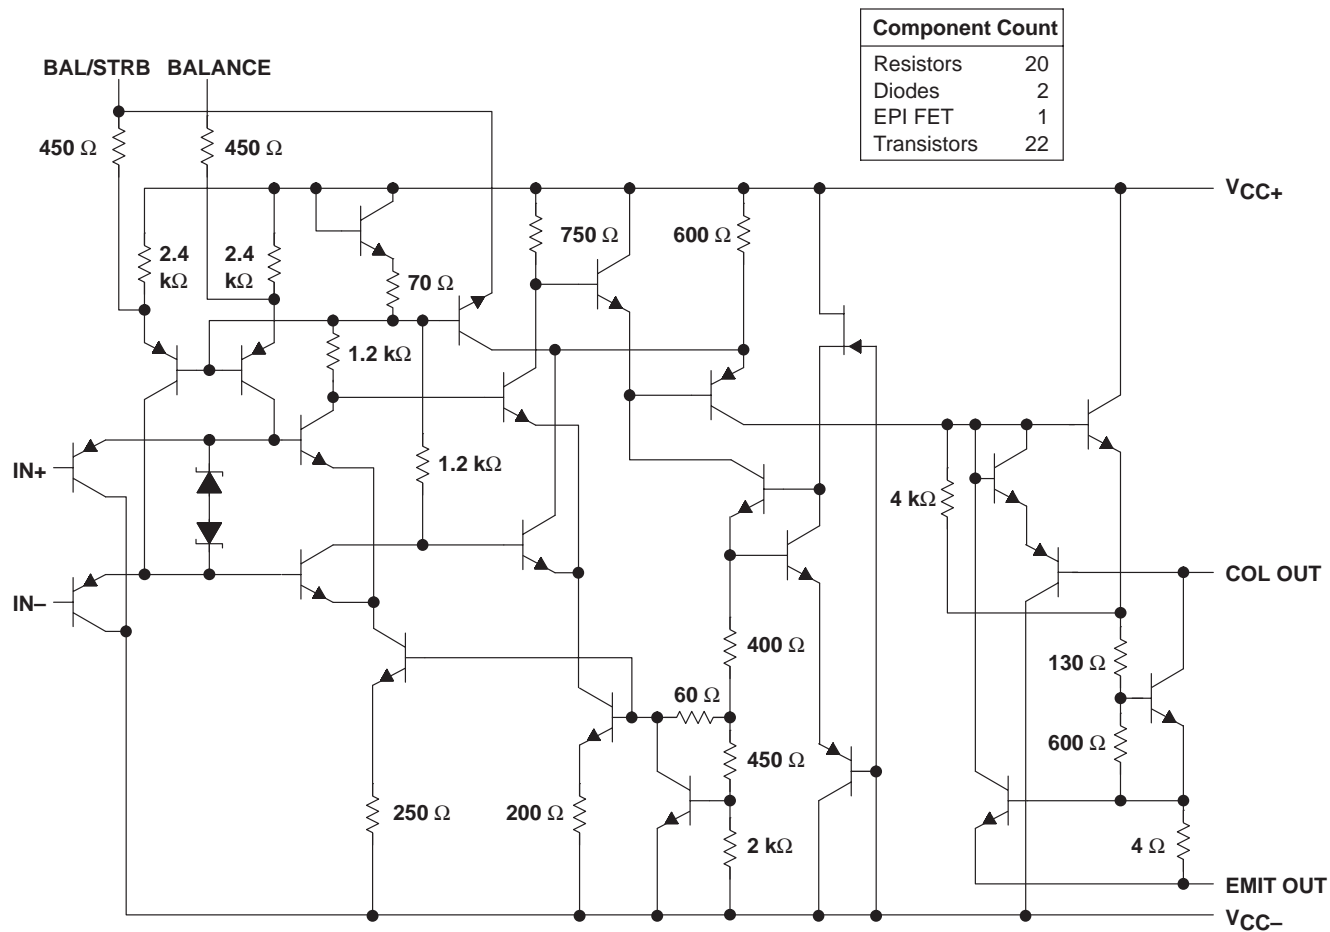 Component Count
Resistors 20
Diodes 2
EPI FET 1
Transistors 22
BAL/STRB BALANCE
450 Ω 450 Ω
VCC+
2.4 kΩ
2.4 kΩ
70 Ω
750 Ω
600 Ω
1.2 kΩ
IN+
1.2 kΩ
4 kΩ
IN–
COL OUT
400 Ω
130 Ω
60 Ω
450 Ω
600 Ω
250 Ω
200 Ω
2 kΩ
4 Ω
EMIT OUT
VCC–